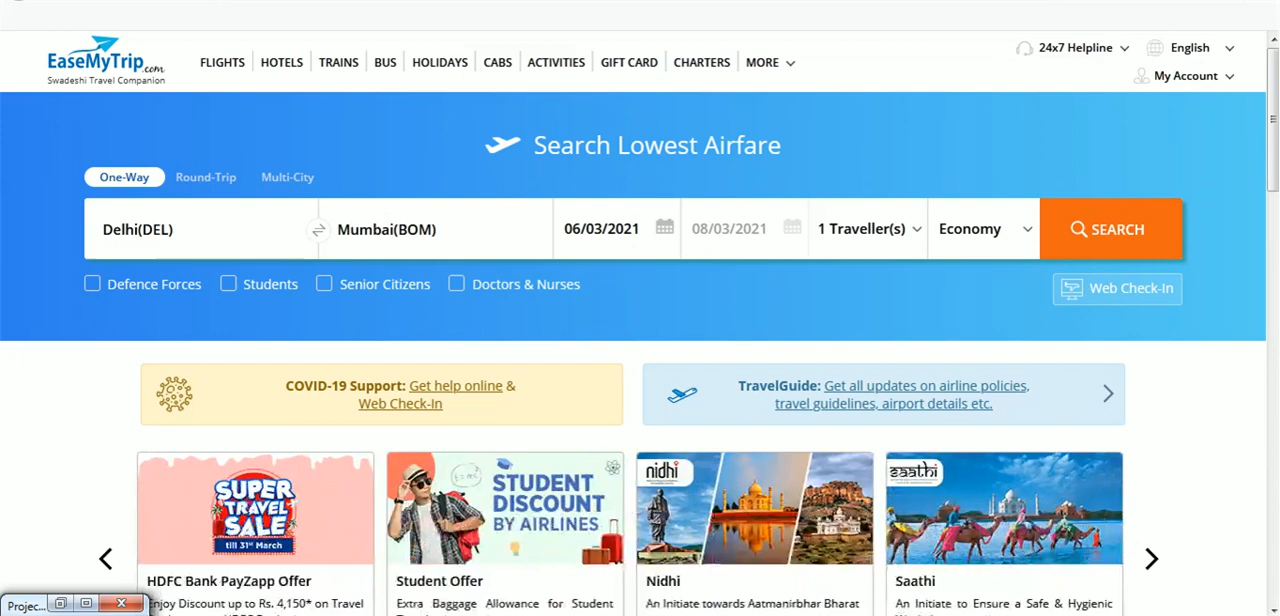 24x7 Helpline English
EaseMyTrip.com
Swadeshi Travel Companion
FLIGHTS HOTELS TRAINS BUS HOLIDAYS CABS ACTIVITIES GIFT CARD CHARTERS MORE
My Account
Search Lowest Airfare
One-Way Round-Trip Multi-City
Delhi(DEL) Mumbai(BOM) 06/03/2021 08/03/2021 1 Traveller(s) Economy SEARCH
Defence Forces Students Senior Citizens Doctors & Nurses Web Check-In
COVID-19 Support: Get help online &
Web Check-In
TravelGuide: Get all updates on airline policies,
travel guidelines, airport details etc.
SUPER
TRAVEL
SALE
till 31st March
STUDENT
DISCOUNT
BY AIRLINES
nidhi
saathi
HDFC Bank PayZapp Offer
Enjoy Discount up to Rs. 4,150* on Travel
Student Offer
Extra Baggage Allowance for Student
Nidhi
An Initiate towards Aatmanirbhar Bharat
Saathi
An Initiate to Ensure a Safe & Hygienic
Projec...